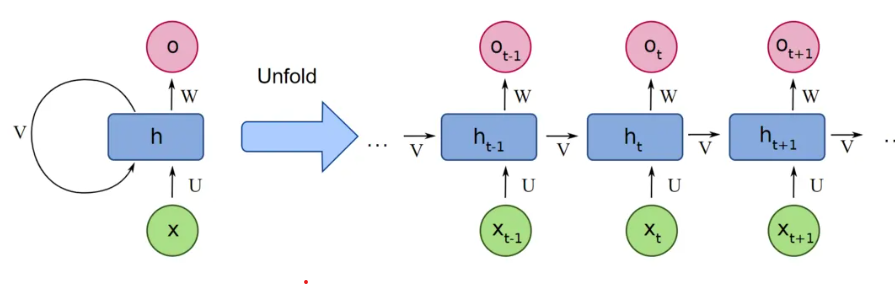 o
o_{t-1}
o_t
o_{t+1}
Unfold
W
W
W
W
V
h
...
V
h_{t-1}
V
h_t
V
h_{t+1}
V
...
U
U
U
U
x
x_{t-1}
x_t
x_{t+1}